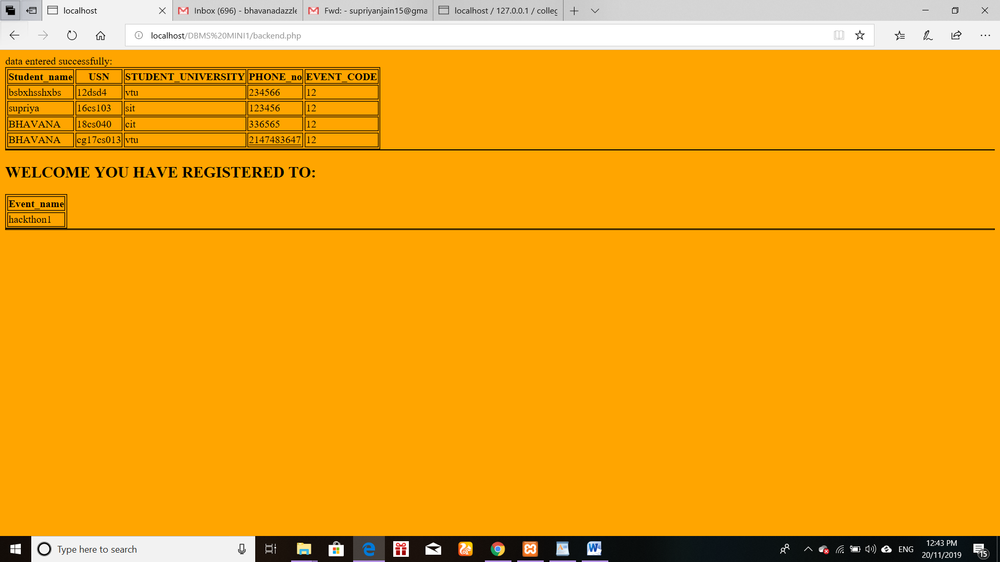 localhost
Inbox (696) - bhavanadazzle
Fwd: - supriyanjain15@gma
localhost / 127.0.0.1 / colleg
localhost/DBMS%20MINI1/backend.php
data entered successfully:
Student_name USN STUDENT_UNIVERSITY PHONE_no EVENT_CODE
bsbxhsshxbs 12dsd4 vtu 234566 12
supriya 16cs103 sit 123456 12
BHAVANA 18cs040 cit 336565 12
BHAVANA cg17cs013 vtu 2147483647 12
WELCOME YOU HAVE REGISTERED TO:
Event_name
hackthon1
Type here to search
ENG
12:43 PM
20/11/2019
15